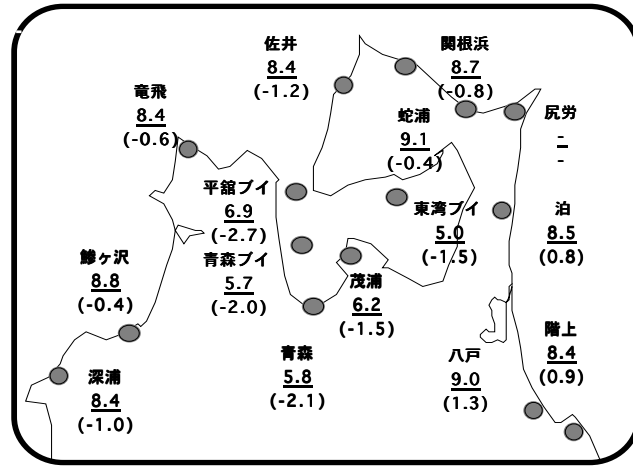 佐井
8.4
(-1.2)
関根浜
8.7
(-0.8)
竜飛
8.4
(-0.6)
蛇浦
9.1
(-0.4)
尻労
-
-
平舘ブイ
6.9
(-2.7)
東湾ブイ
5.0
(-1.5)
泊
8.5
(0.8)
鰺ヶ沢
8.8
(-0.4)
青森ブイ
5.7
(-2.0)
茂浦
6.2
(-1.5)
深浦
8.4
(-1.0)
青森
5.8
(-2.1)
八戸
9.0
(1.3)
階上
8.4
(0.9)